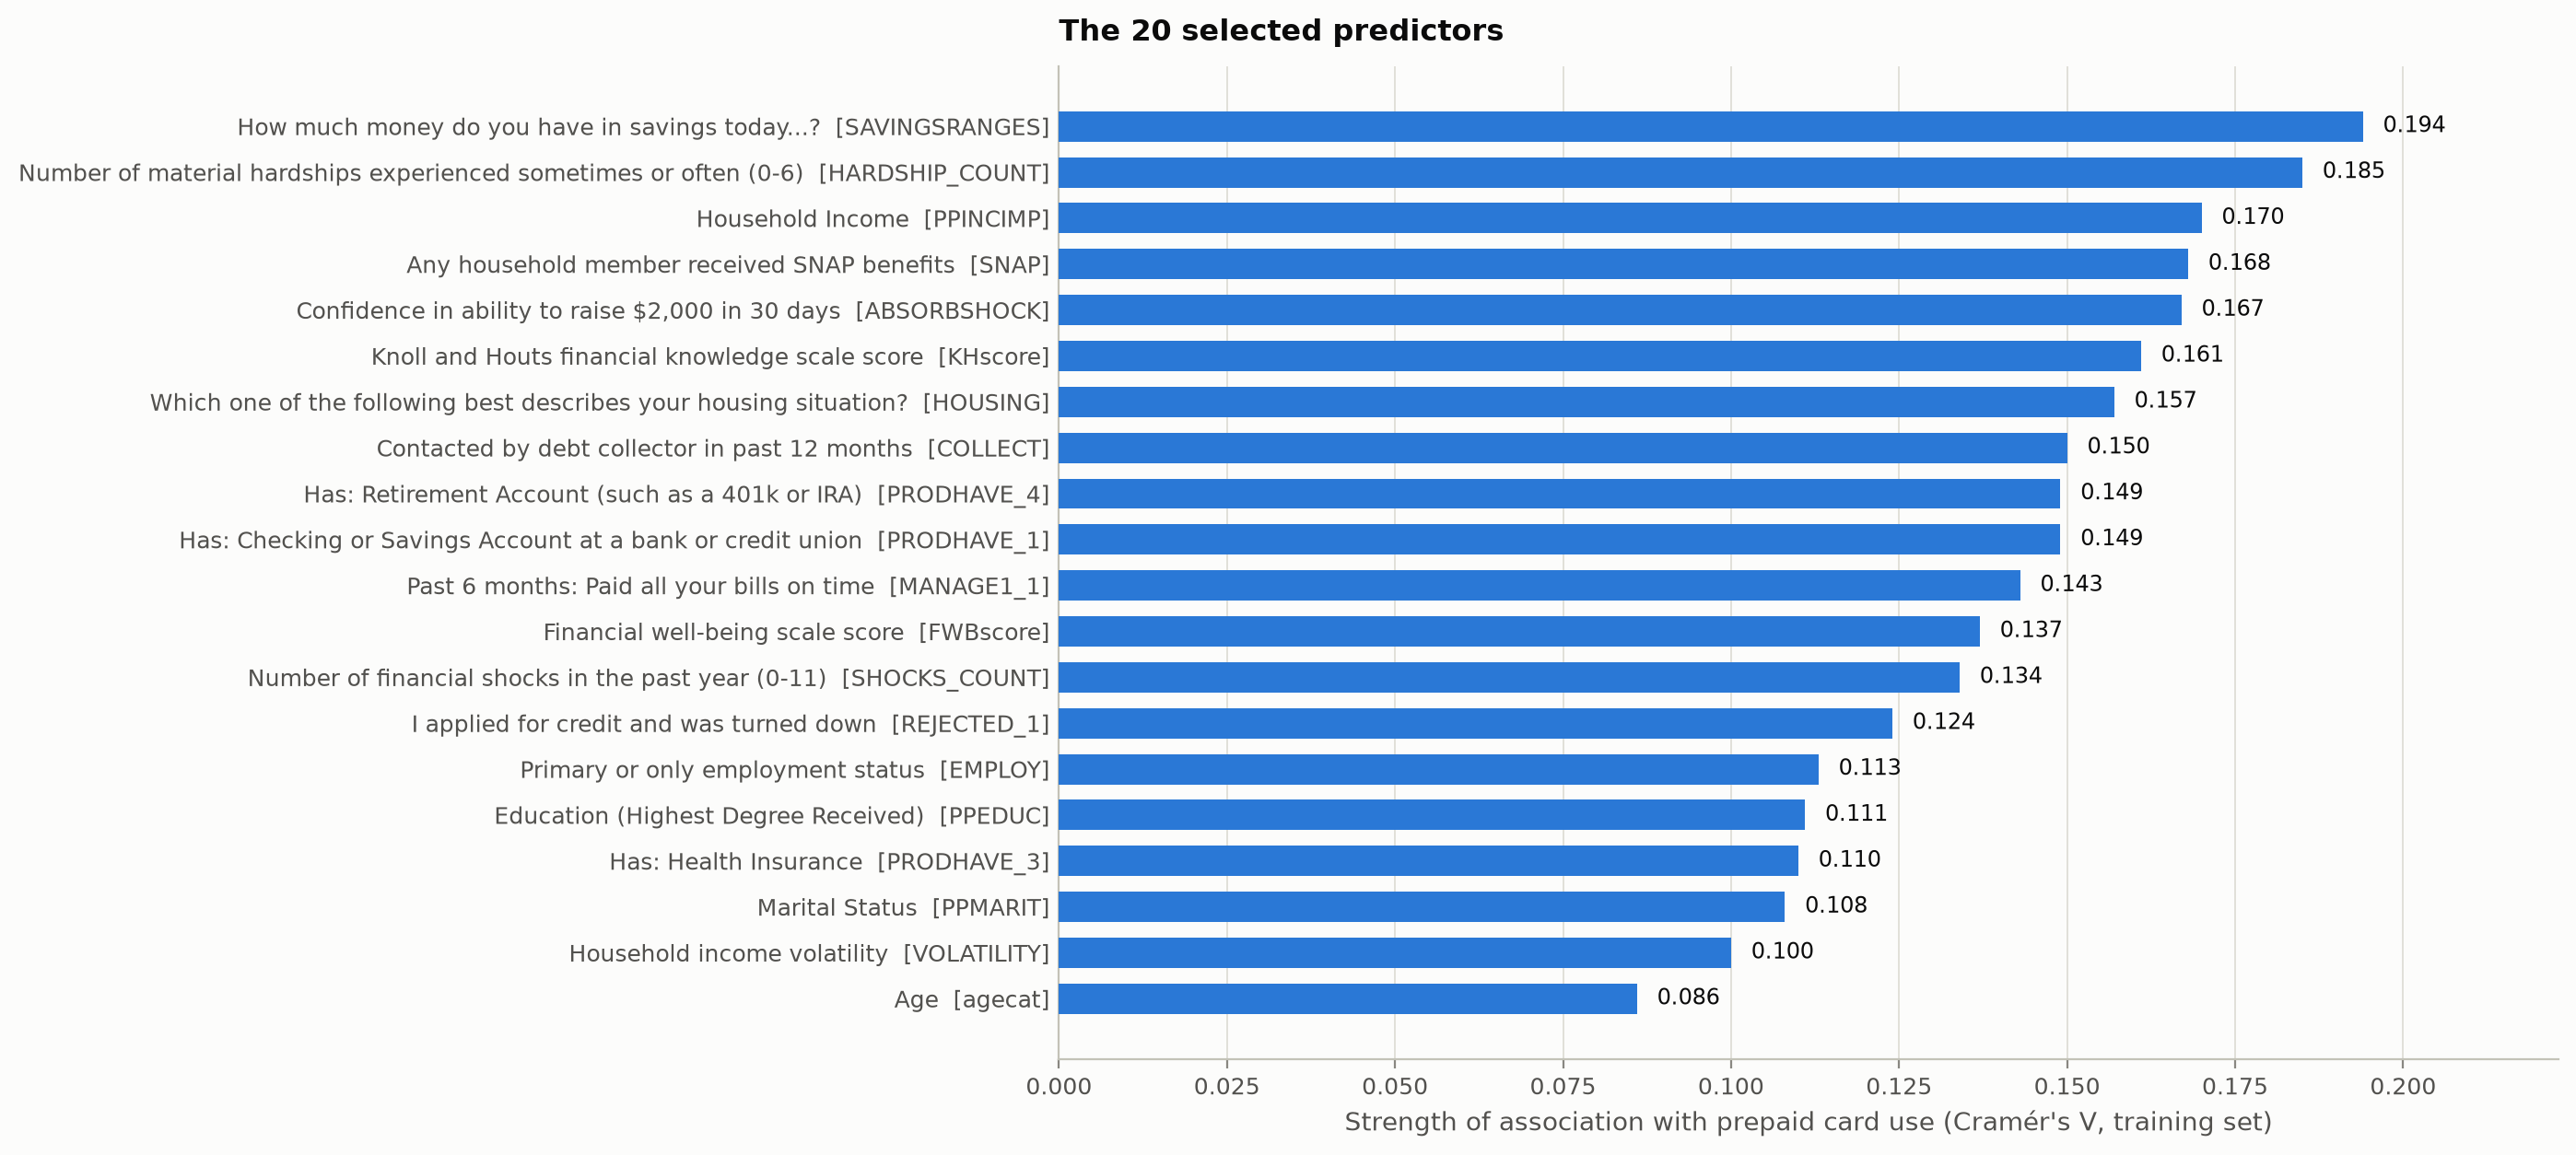 The 20 selected predictors
How much money do you have in savings today...?  [SAVINGSRANGES] 0.194
Number of material hardships experienced sometimes or often (0-6)  [HARDSHIP_COUNT] 0.185
Household Income  [PPINCIMP] 0.170
Any household member received SNAP benefits  [SNAP] 0.168
Confidence in ability to raise $2,000 in 30 days  [ABSORBSHOCK] 0.167
Knoll and Houts financial knowledge scale score  [KHscore] 0.161
Which one of the following best describes your housing situation?  [HOUSING] 0.157
Contacted by debt collector in past 12 months  [COLLECT] 0.150
Has: Retirement Account (such as a 401k or IRA)  [PRODHAVE_4] 0.149
Has: Checking or Savings Account at a bank or credit union  [PRODHAVE_1] 0.149
Past 6 months: Paid all your bills on time  [MANAGE1_1] 0.143
Financial well-being scale score  [FWBscore] 0.137
Number of financial shocks in the past year (0-11)  [SHOCKS_COUNT] 0.134
I applied for credit and was turned down  [REJECTED_1] 0.124
Primary or only employment status  [EMPLOY] 0.113
Education (Highest Degree Received)  [PPEDUC] 0.111
Has: Health Insurance  [PRODHAVE_3] 0.110
Marital Status  [PPMARIT] 0.108
Household income volatility  [VOLATILITY] 0.100
Age  [agecat] 0.086
0.000 0.025 0.050 0.075 0.100 0.125 0.150 0.175 0.200
Strength of association with prepaid card use (Cramér's V, training set)